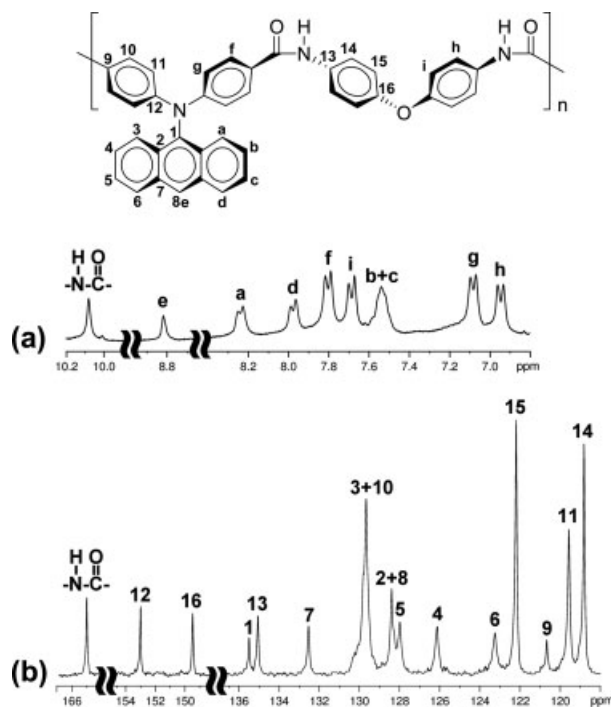 H O
10 11 f N 13 14 15 h N
9 g H i H O
12 N 16 O n
3 1 a
4 2 b
5 7 c
6 8e d
H O
-N-C-
e a d f i b+c g h
(a)
10.2 10.0 8.8 8.2 8.0 7.8 7.6 7.4 7.2 7.0 ppm
H O
-N-C-
12 16 1 13 7 3+10 2+8 5 4 6 15 9 11 14
(b)
166 154 150 136 134 132 130 128 126 124 122 120 ppm